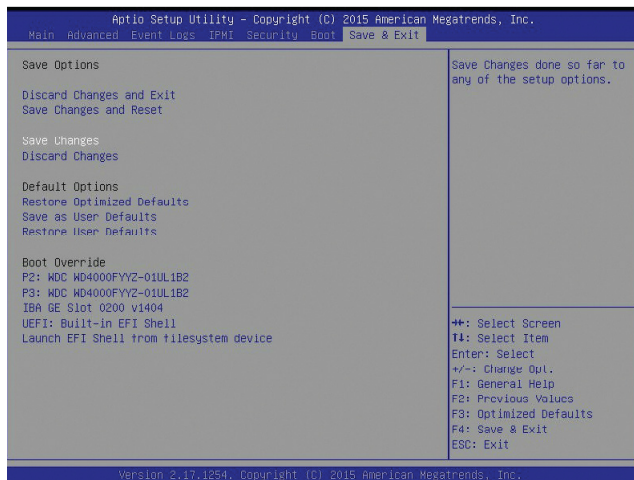 Aptio Setup Utility – Copyright (C) 2015 American Megatrends, Inc.
Main Advanced Event Logs IPMI Security Boot Save & Exit
Save Options
Discard Changes and Exit
Save Changes and Reset
Save Changes
Discard Changes
Default Options
Restore Optimized Defaults
Save as User Defaults
Restore User Defaults
Boot Override
P2: WDC WD4000FYYZ-01UL1B2
P3: WDC WD4000FYYZ-01UL1B2
IBA GE Slot 0200 v1404
UEFI: Built-in EFI Shell
Launch EFI Shell from filesystem device
Save Changes done so far to
any of the setup options.
→←: Select Screen
↑↓: Select Item
Enter: Select
+/-: Change Opt.
F1: General Help
F2: Previous Values
F3: Optimized Defaults
F4: Save & Exit
ESC: Exit
Version 2.17.1254. Copyright (C) 2015 American Megatrends, Inc.